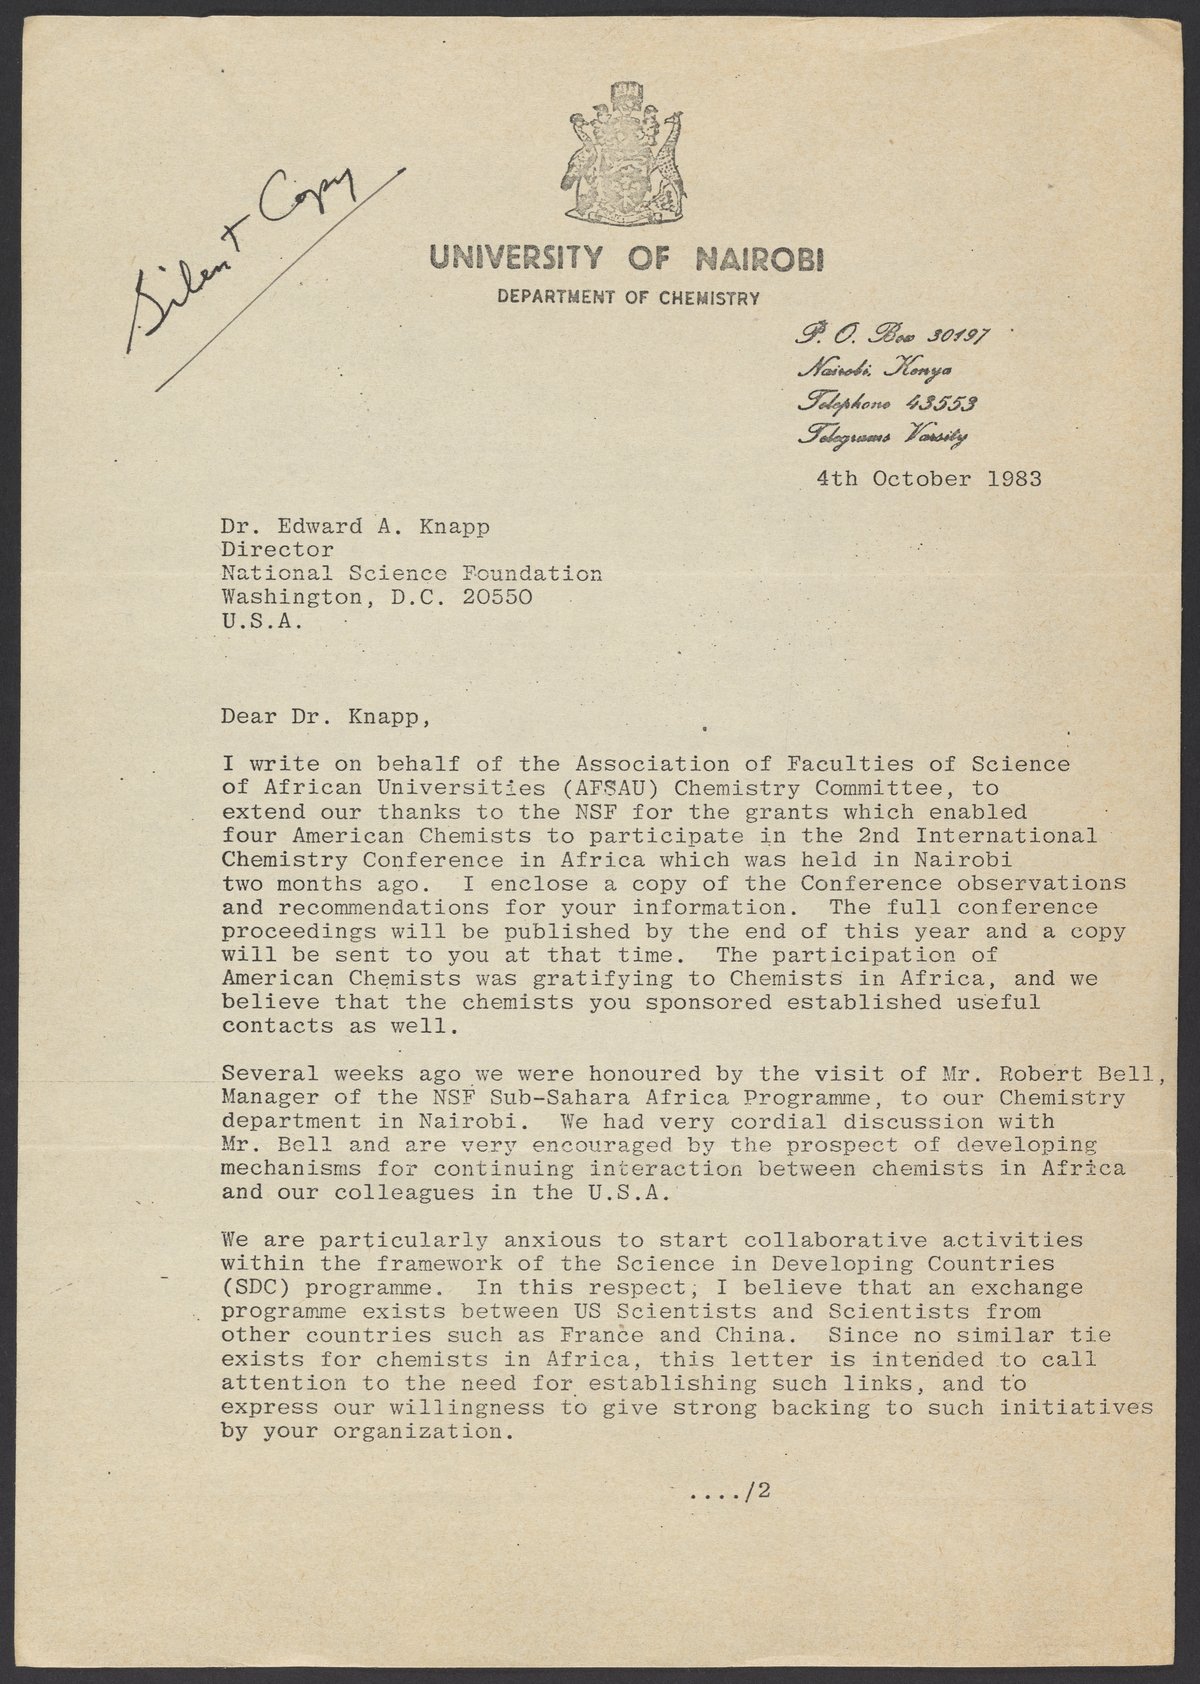 Silent Copy
UNIVERSITY OF NAIROBI
DEPARTMENT OF CHEMISTRY
P. O. Box 30197
Nairobi, Kenya
Telephone 43553
Telegrams Varsity
4th October 1983
Dr. Edward A. Knapp
Director
National Science Foundation
Washington, D.C. 20550
U.S.A.
Dear Dr. Knapp,
I write on behalf of the Association of Faculties of Science
of African Universities (AFSAU) Chemistry Committee, to
extend our thanks to the NSF for the grants which enabled
four American Chemists to participate in the 2nd International
Chemistry Conference in Africa which was held in Nairobi
two months ago. I enclose a copy of the Conference observations
and recommendations for your information. The full conference
proceedings will be published by the end of this year and a copy
will be sent to you at that time. The participation of
American Chemists was gratifying to Chemists in Africa, and we
believe that the chemists you sponsored established useful
contacts as well.
Several weeks ago we were honoured by the visit of Mr. Robert Bell,
Manager of the NSF Sub-Sahara Africa Programme, to our Chemistry
department in Nairobi. We had very cordial discussion with
Mr. Bell and are very encouraged by the prospect of developing
mechanisms for continuing interaction between chemists in Africa
and our colleagues in the U.S.A.
We are particularly anxious to start collaborative activities
within the framework of the Science in Developing Countries
(SDC) programme. In this respect, I believe that an exchange
programme exists between US Scientists and Scientists from
other countries such as France and China. Since no similar tie
exists for chemists in Africa, this letter is intended to call
attention to the need for establishing such links, and to
express our willingness to give strong backing to such initiatives
by your organization.
..../2